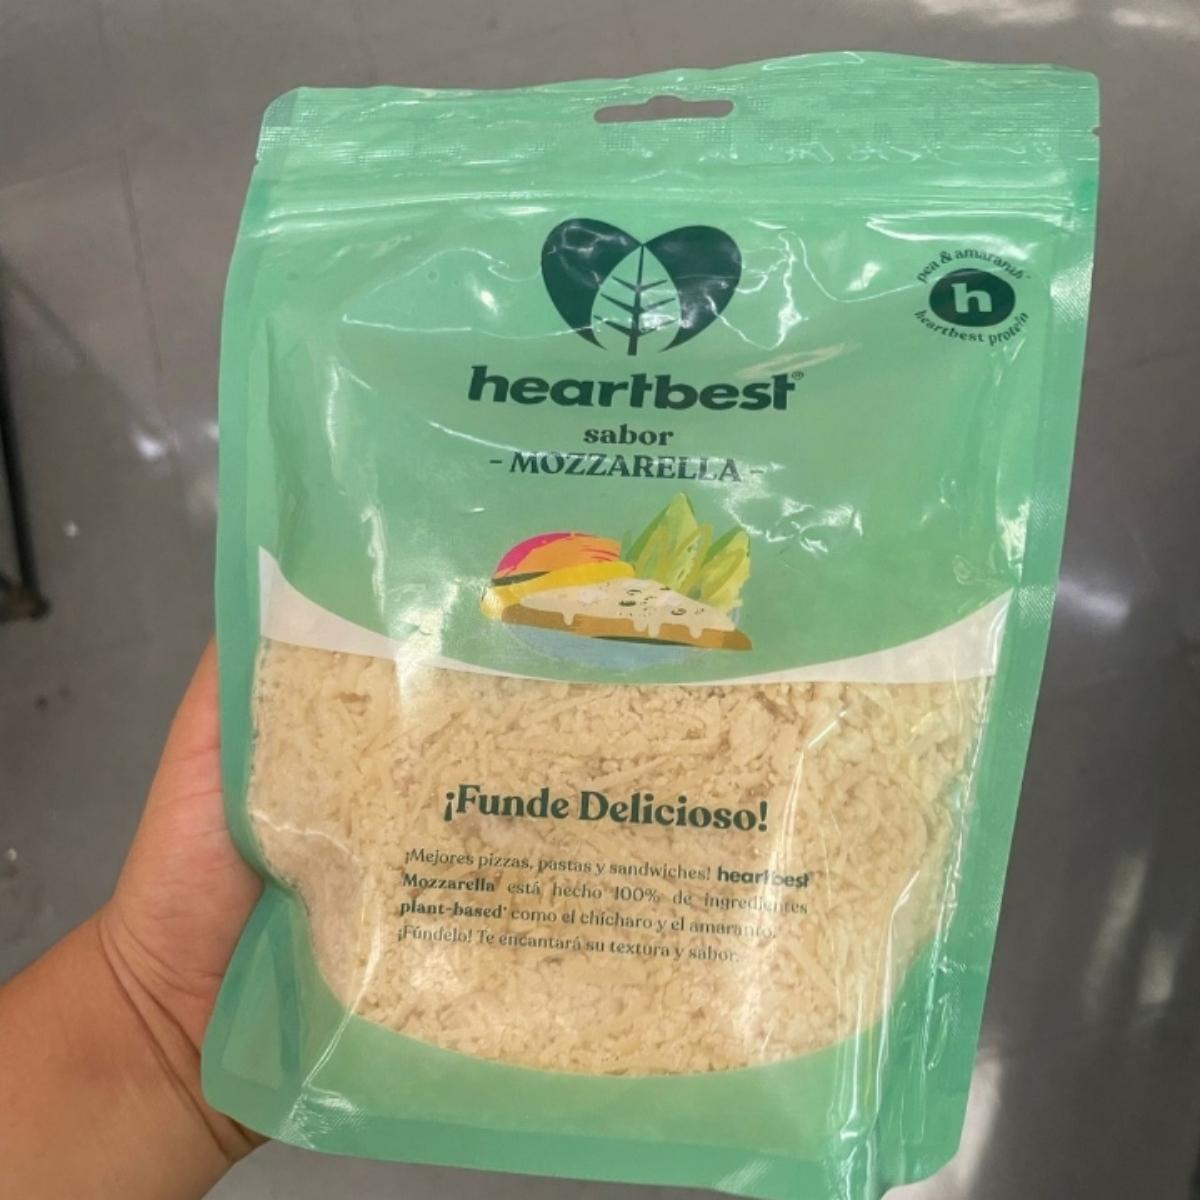 pea & amaranth
h
heartbest protein
heartbest®
sabor
- MOZZARELLA -
¡Funde Delicioso!
¡Mejores pizzas, pastas y sandwiches! heartbest
Mozzarella está hecho 100% de ingredientes
plant-based* como el chícharo y el amaranto.
¡Fúndelo! Te encantará su textura y sabor.